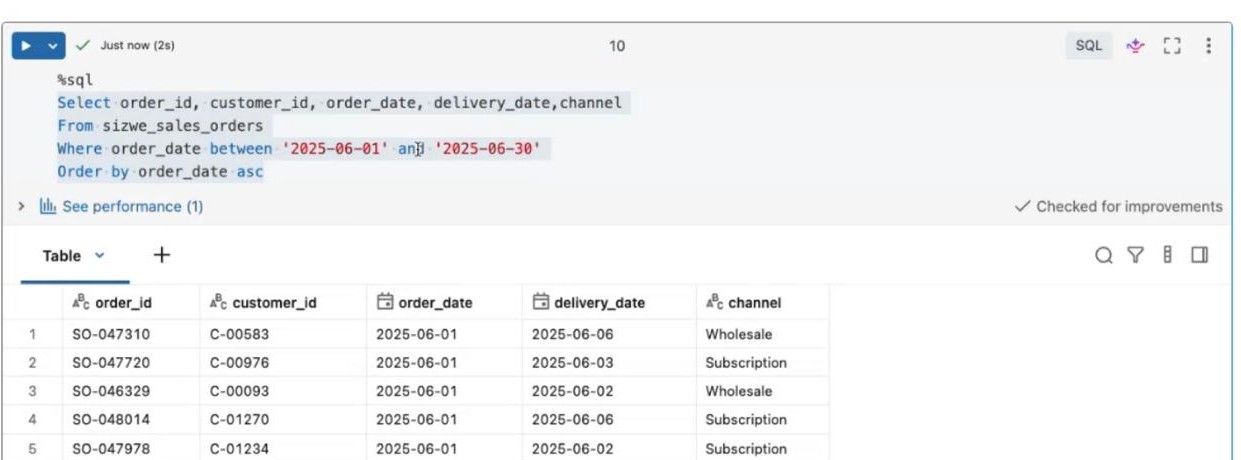 Just now (2s)
10
SQL
%sql
Select order_id, customer_id, order_date, delivery_date,channel
From sizwe_sales_orders
Where order_date between '2025-06-01' and '2025-06-30'
Order by order_date asc
See performance (1)
Checked for improvements
Table
order_id customer_id order_date delivery_date channel
1 SO-047310 C-00583 2025-06-01 2025-06-06 Wholesale
2 SO-047720 C-00976 2025-06-01 2025-06-03 Subscription
3 SO-046329 C-00093 2025-06-01 2025-06-02 Wholesale
4 SO-048014 C-01270 2025-06-01 2025-06-06 Subscription
5 SO-047978 C-01234 2025-06-01 2025-06-02 Subscription